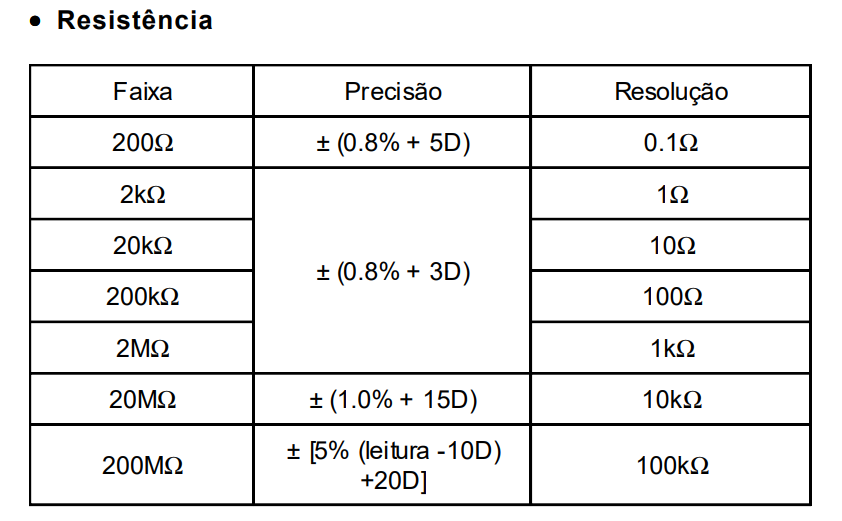 • Resistência
Faixa Precisão Resolução
200Ω ± (0.8% + 5D) 0.1Ω
2kΩ ± (0.8% + 3D) 1Ω
20kΩ 10Ω
200kΩ 100Ω
2MΩ 1kΩ
20MΩ ± (1.0% + 15D) 10kΩ
200MΩ ± [5% (leitura -10D) 100kΩ
+20D]